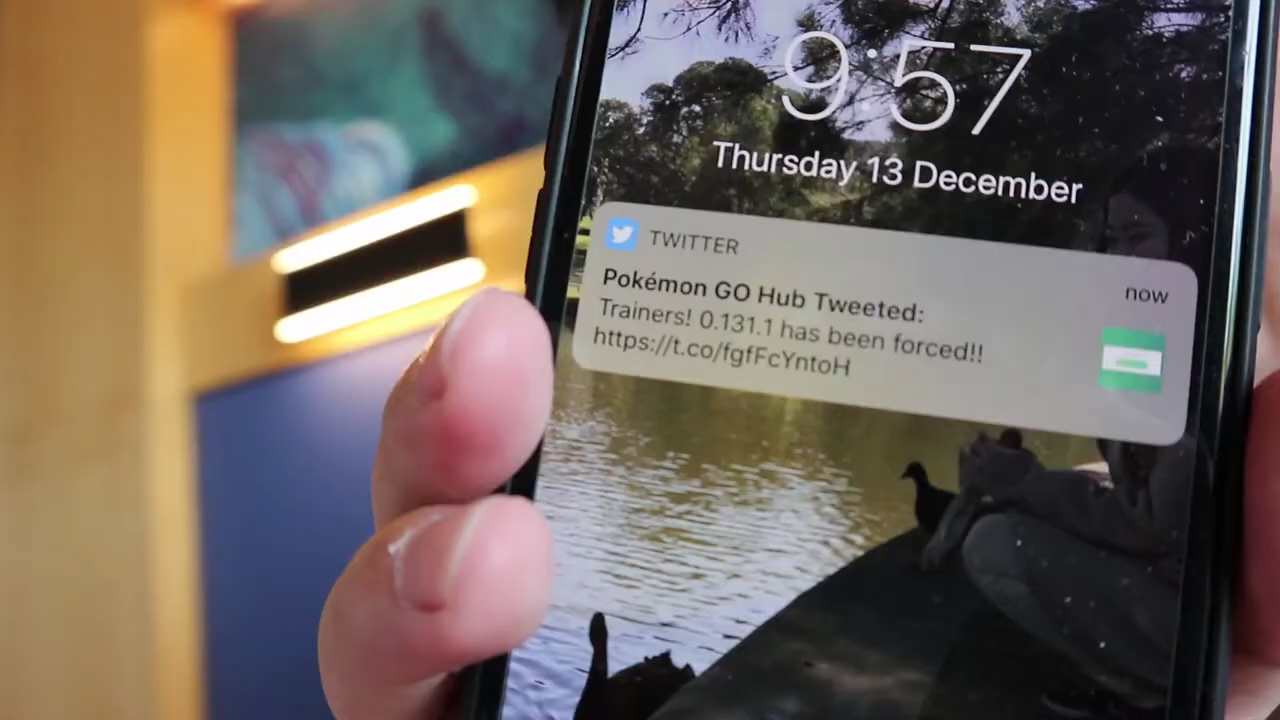 9:57
Thursday 13 December
TWITTER
now
Pokémon GO Hub Tweeted:
Trainers! 0.131.1 has been forced!!
https://t.co/fgfFcYntoH